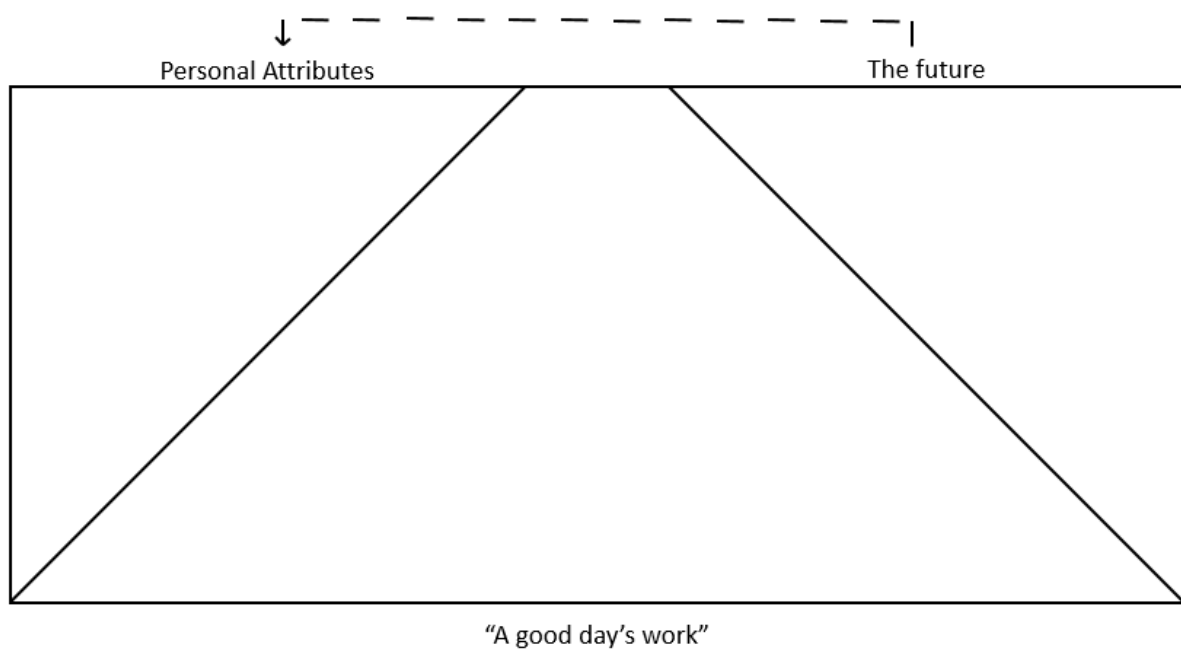 Personal Attributes
The future
“A good day’s work”